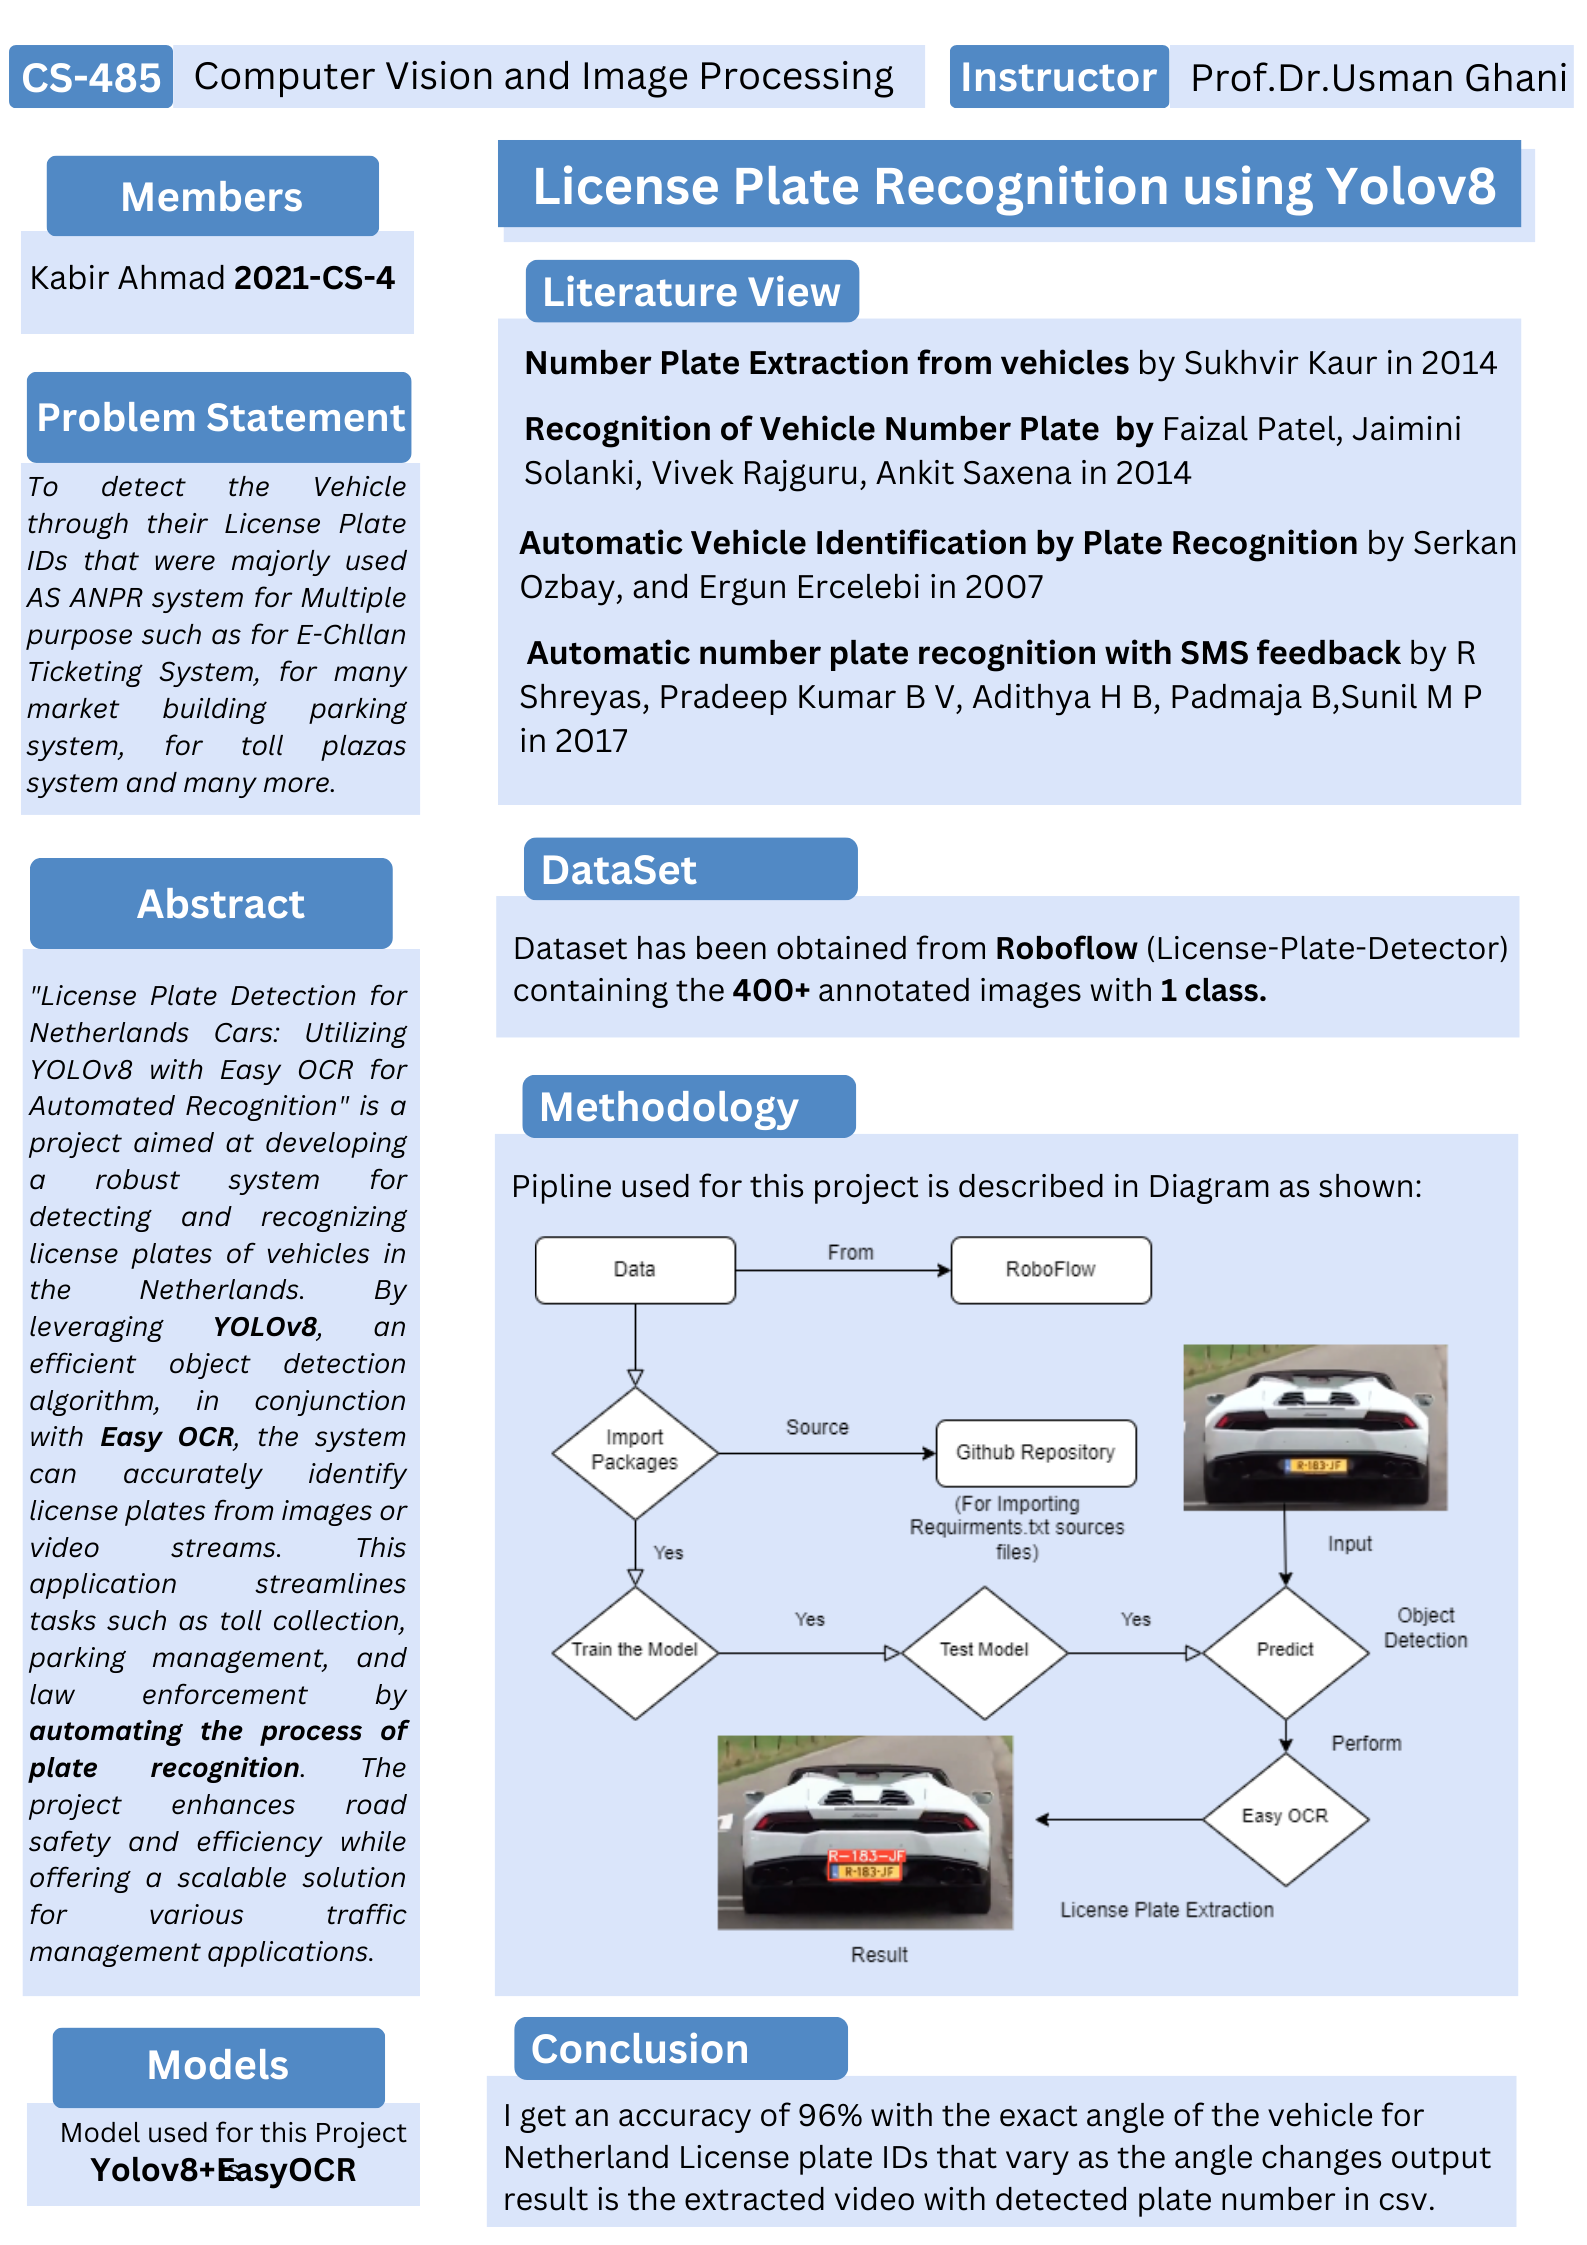 CS-485 Computer Vision and Image Processing
Instructor Prof.Dr.Usman Ghani
Members
Kabir Ahmad 2021-CS-4
Problem Statement
To detect the Vehicle
through their License Plate
IDs that were majorly used
AS ANPR system for Multiple
purpose such as for E-Chllan
Ticketing System, for many
market building parking
system, for toll plazas
system and many more.
Abstract
"License Plate Detection for
Netherlands Cars: Utilizing
YOLOv8 with Easy OCR for
Automated Recognition" is a
project aimed at developing
a robust system for
detecting and recognizing
license plates of vehicles in
the Netherlands. By
leveraging YOLOv8, an
efficient object detection
algorithm, in conjunction
with Easy OCR, the system
can accurately identify
license plates from images or
video streams. This
application streamlines
tasks such as toll collection,
parking management, and
law enforcement by
automating the process of
plate recognition. The
project enhances road
safety and efficiency while
offering a scalable solution
for various traffic
management applications.
Models
Model used for this Project
is
Yolov8+EasyOCR
License Plate Recognition using Yolov8
Literature View
Number Plate Extraction from vehicles by Sukhvir Kaur in 2014
Recognition of Vehicle Number Plate by Faizal Patel, Jaimini
Solanki, Vivek Rajguru, Ankit Saxena in 2014
Automatic Vehicle Identification by Plate Recognition by Serkan
Ozbay, and Ergun Ercelebi in 2007
Automatic number plate recognition with SMS feedback by R
Shreyas, Pradeep Kumar B V, Adithya H B, Padmaja B,Sunil M P
in 2017
DataSet
Dataset has been obtained from Roboflow (License-Plate-Detector)
containing the 400+ annotated images with 1 class.
Methodology
Pipline used for this project is described in Diagram as shown:
Data
From
RoboFlow
Import
Packages
Source
Github Repository
(For Importing
Requirments.txt sources
files)
R-183-JF
Input
Yes
Train the Model
Yes
Test Model
Yes
Predict
Object
Detection
Perform
Easy OCR
License Plate Extraction
R-183-JF
R-183-JF
Result
Conclusion
I get an accuracy of 96% with the exact angle of the vehicle for
Netherland License plate IDs that vary as the angle changes output
result is the extracted video with detected plate number in csv.